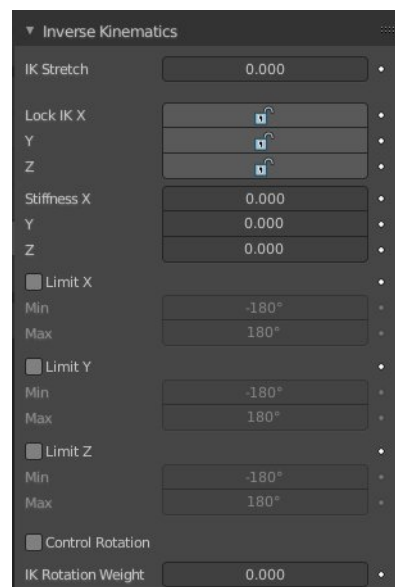 Inverse Kinematics
IK Stretch 0.000
Lock IK X
Y
Z
Stiffness X 0.000
Y 0.000
Z 0.000
Limit X
Min -180°
Max 180°
Limit Y
Min -180°
Max 180°
Limit Z
Min -180°
Max 180°
Control Rotation
IK Rotation Weight 0.000